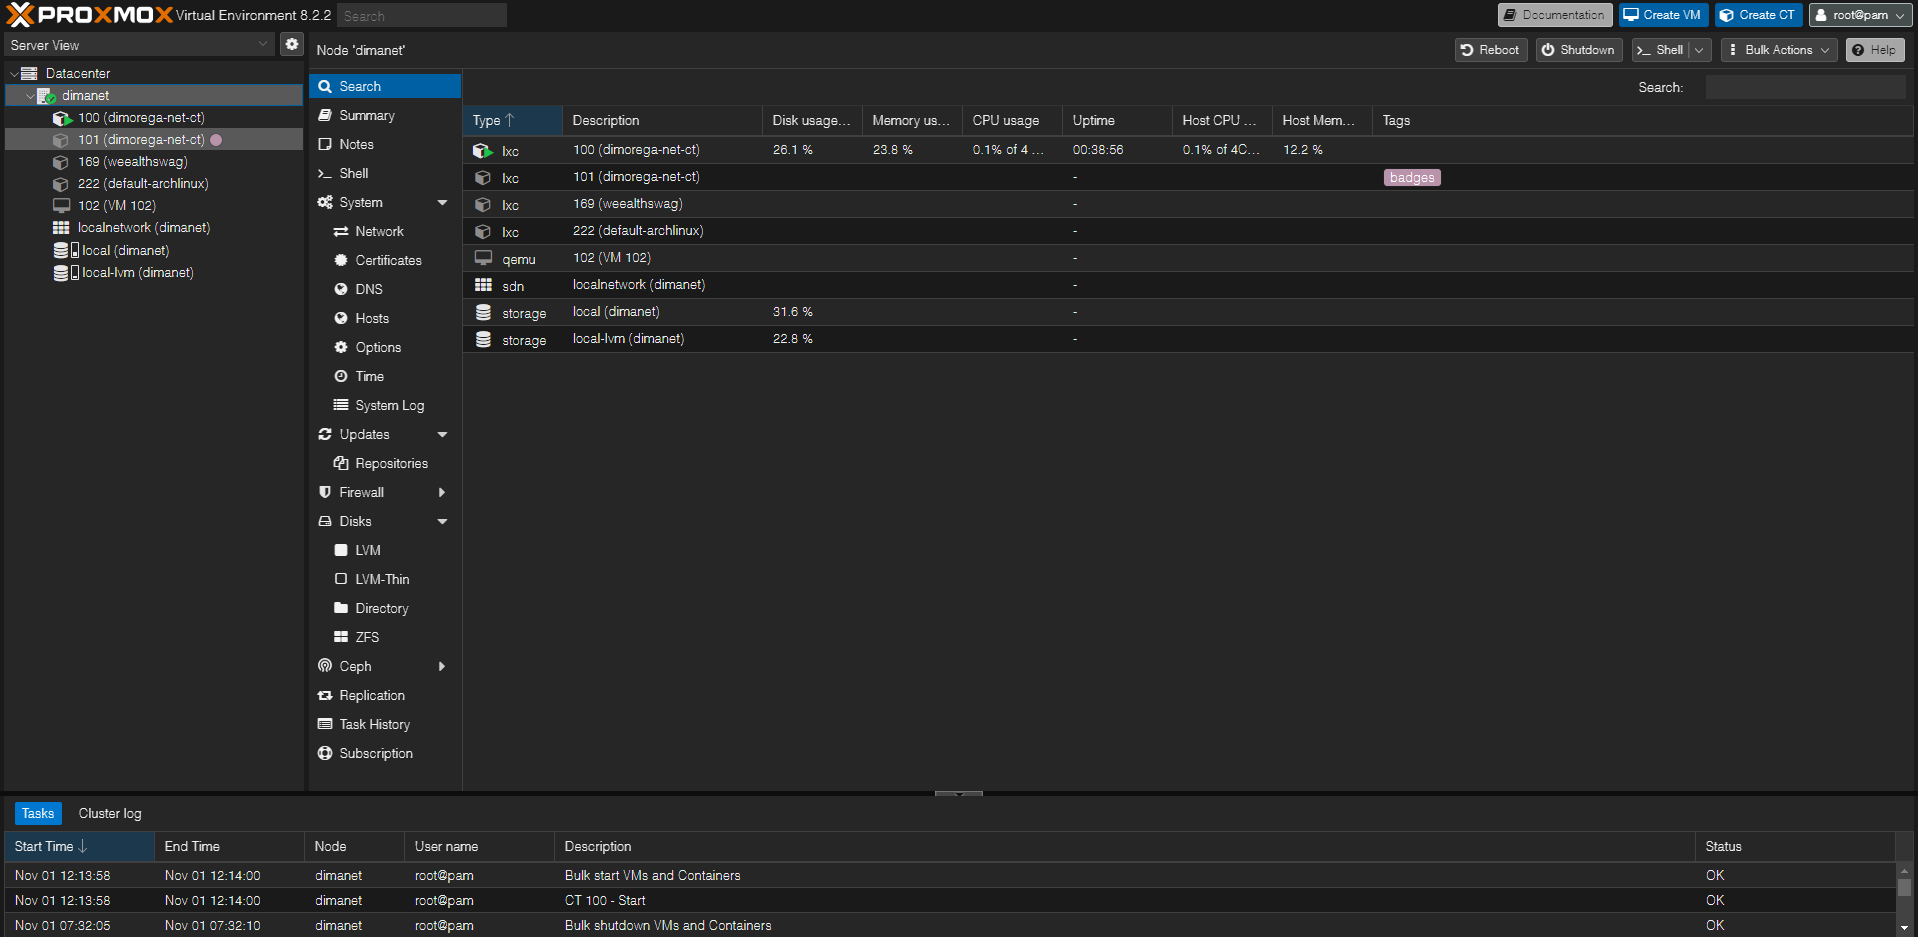 PROXMOX Virtual Environment 8.2.2 Search Documentation Create VM Create CT root@pam
Server View
Datacenter
dimanet
100 (dimorega-net-ct)
101 (dimorega-net-ct)
169 (weealthswag)
222 (default-archlinux)
102 (VM 102)
localnetwork (dimanet)
local (dimanet)
local-lvm (dimanet)
Node 'dimanet' Reboot Shutdown Shell Bulk Actions Help
Search
Summary
Notes
Shell
System
Network
Certificates
DNS
Hosts
Options
Time
System Log
Updates
Repositories
Firewall
Disks
LVM
LVM-Thin
Directory
ZFS
Ceph
Replication
Task History
Subscription
Search:
Type Description Disk usage... Memory us... CPU usage Uptime Host CPU ... Host Mem... Tags
lxc 100 (dimorega-net-ct) 26.1 % 23.8 % 0.1% of 4 ... 00:38:56 0.1% of 4C... 12.2 %
lxc 101 (dimorega-net-ct) - badges
lxc 169 (weealthswag) -
lxc 222 (default-archlinux) -
qemu 102 (VM 102) -
sdn localnetwork (dimanet) -
storage local (dimanet) 31.6 % -
storage local-lvm (dimanet) 22.8 % -
Tasks Cluster log
Start Time End Time Node User name Description Status
Nov 01 12:13:58 Nov 01 12:14:00 dimanet root@pam Bulk start VMs and Containers OK
Nov 01 12:13:58 Nov 01 12:14:00 dimanet root@pam CT 100 - Start OK
Nov 01 07:32:05 Nov 01 07:32:10 dimanet root@pam Bulk shutdown VMs and Containers OK